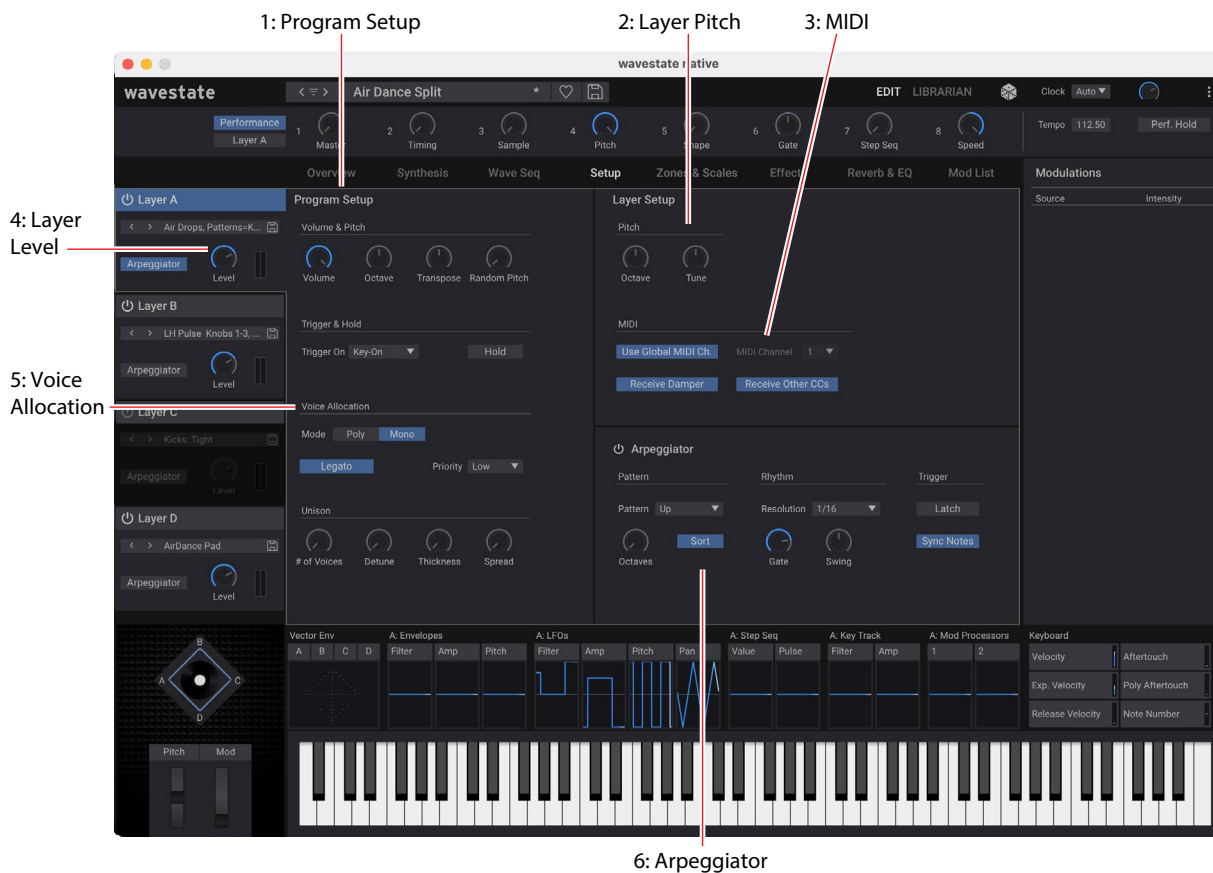 1: Program Setup
2: Layer Pitch
3: MIDI
wavestate native
wavestate
Air Dance Split
*
EDIT LIBRARIAN
Clock Auto
Performance
Layer A
1 Master
2 Timing
3 Sample
4 Pitch
5 Shape
6 Gate
7 Step Seq
8 Speed
Tempo 112.50 Perf. Hold
Overview Synthesis Wave Seq Setup Zones & Scales Effects Reverb & EQ Mod List
Modulations
Source Intensity
4: Layer
Level
Layer A
Air Drops, Patterns=K...
Arpeggiator
Level
Layer B
LH Pulse Knobs 1-3, ...
Arpeggiator
Level
5: Voice
Allocation
Layer C
Kicks: Tight
Arpeggiator
Level
Layer D
AirDance Pad
Arpeggiator
Level
Program Setup
Volume & Pitch
Volume Octave Transpose Random Pitch
Trigger & Hold
Trigger On Key-On Hold
Voice Allocation
Mode Poly Mono
Legato Priority Low
Unison
# of Voices Detune Thickness Spread
Layer Setup
Pitch
Octave Tune
MIDI
Use Global MIDI Ch. MIDI Channel 1
Receive Damper Receive Other CCs
Arpeggiator
Pattern Rhythm Trigger
Pattern Up Resolution 1/16 Latch
Sort Sync Notes
Octaves Gate Swing
B
A C
D
Pitch Mod
Vector Env
A B C D
A: Envelopes
Filter Amp Pitch
A: LFOs
Filter Amp Pitch Pan
A: Step Seq
Value Pulse
A: Key Track
Filter Amp
A: Mod Processors
1 2
Keyboard
Velocity Aftertouch
Exp. Velocity Poly Aftertouch
Release Velocity Note Number
6: Arpeggiator